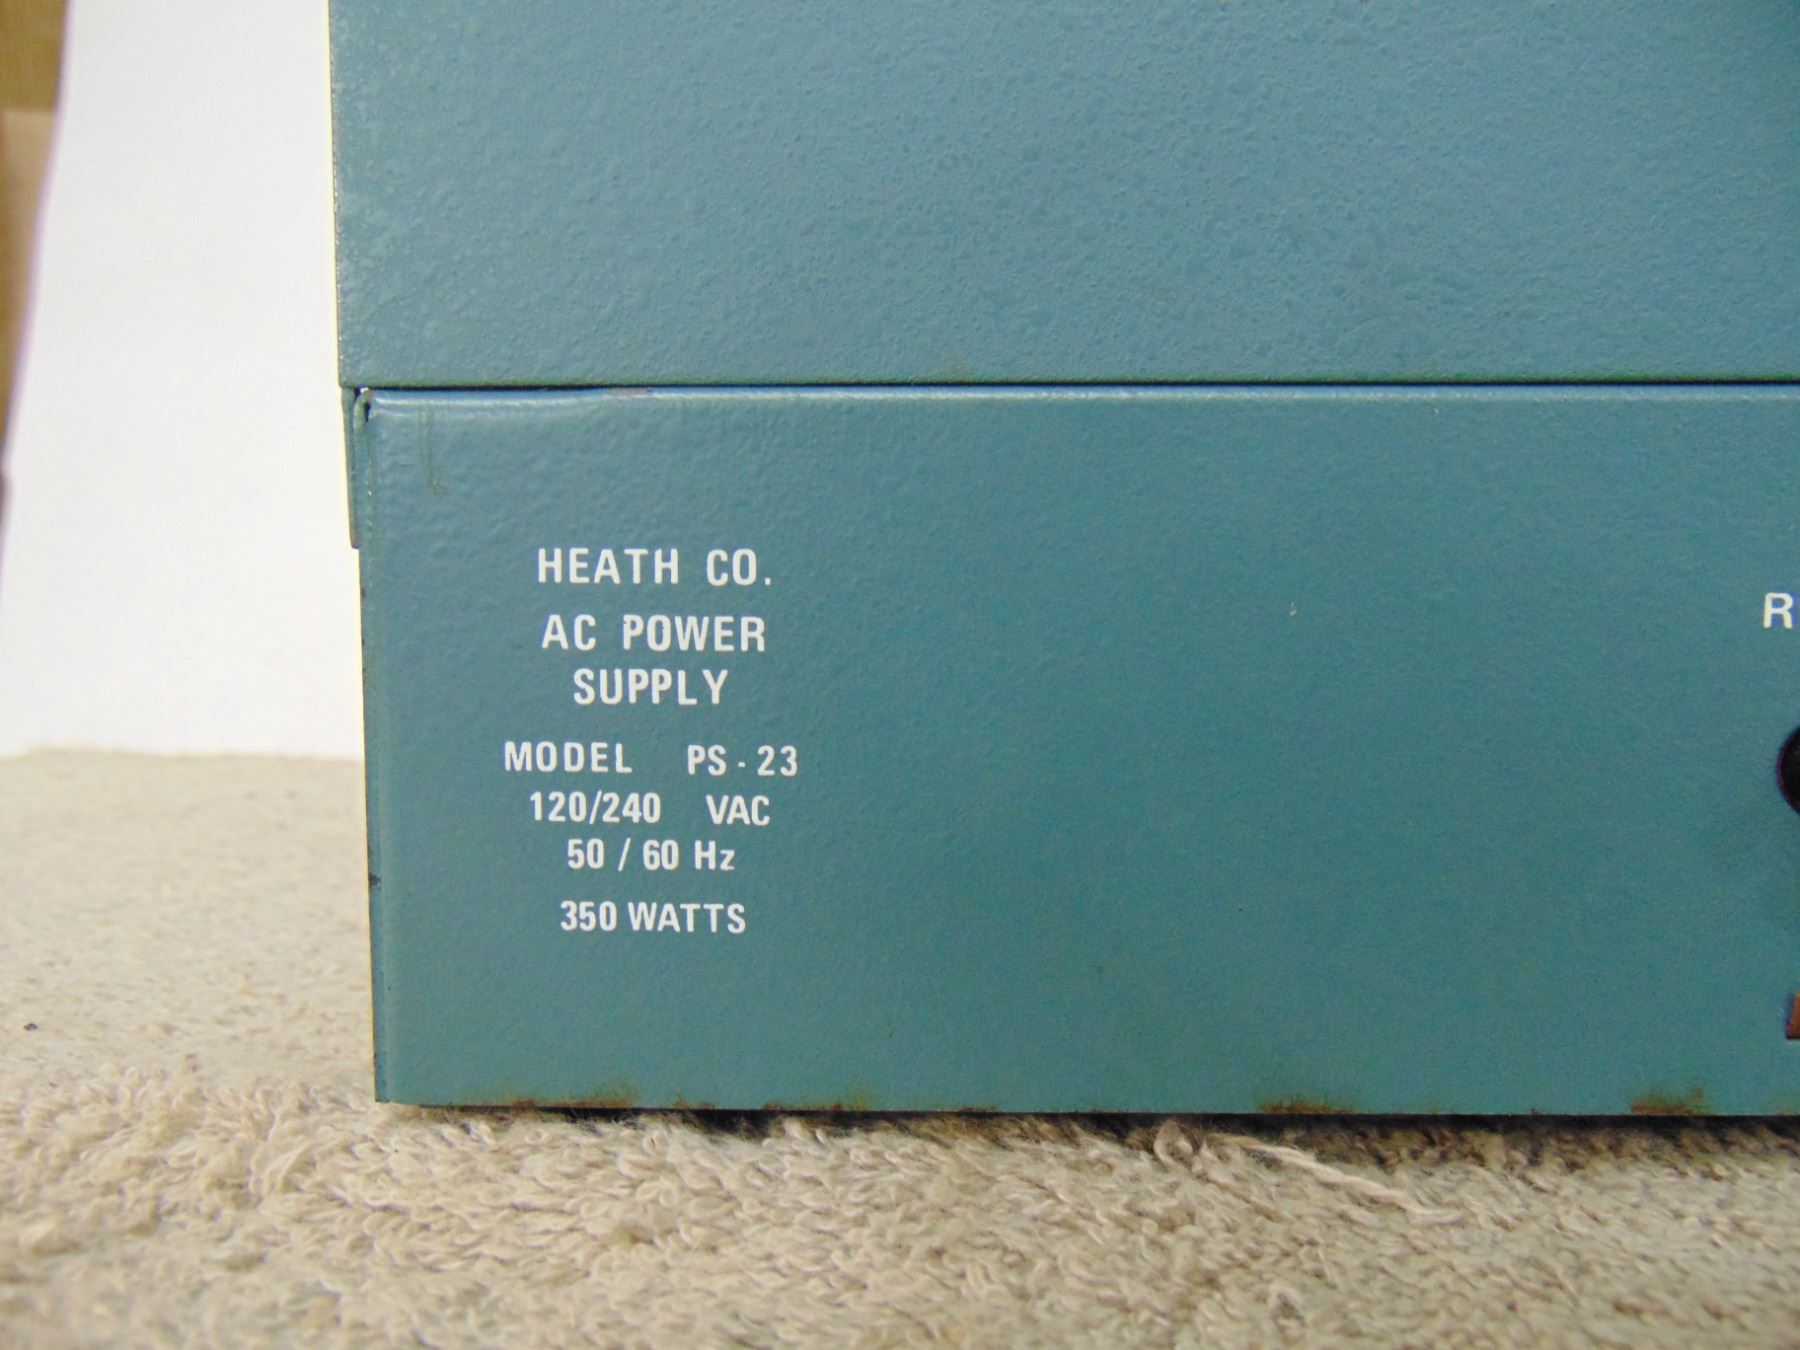 HEATH CO.
AC POWER
SUPPLY
MODEL PS - 23
120/240 VAC
50 / 60 Hz
350 WATTS
R